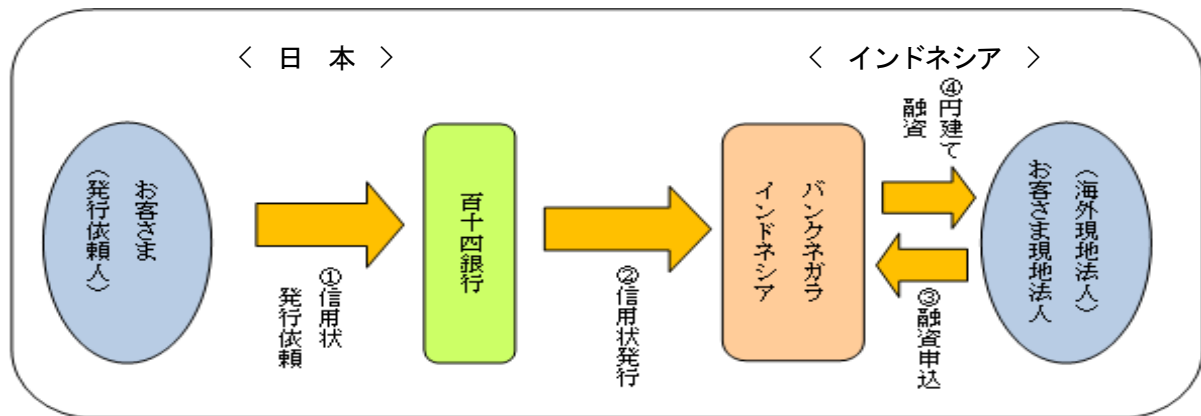 ＜ 日 本 ＞
＜ インドネシア ＞
お客さま
（発行依頼人）
①信用状
発行依頼
百十四銀行
②信用状発行
バンクネガラ
インドネシア
④円建て
融資
③融資申込
（海外現地法人）
お客さま現地法人